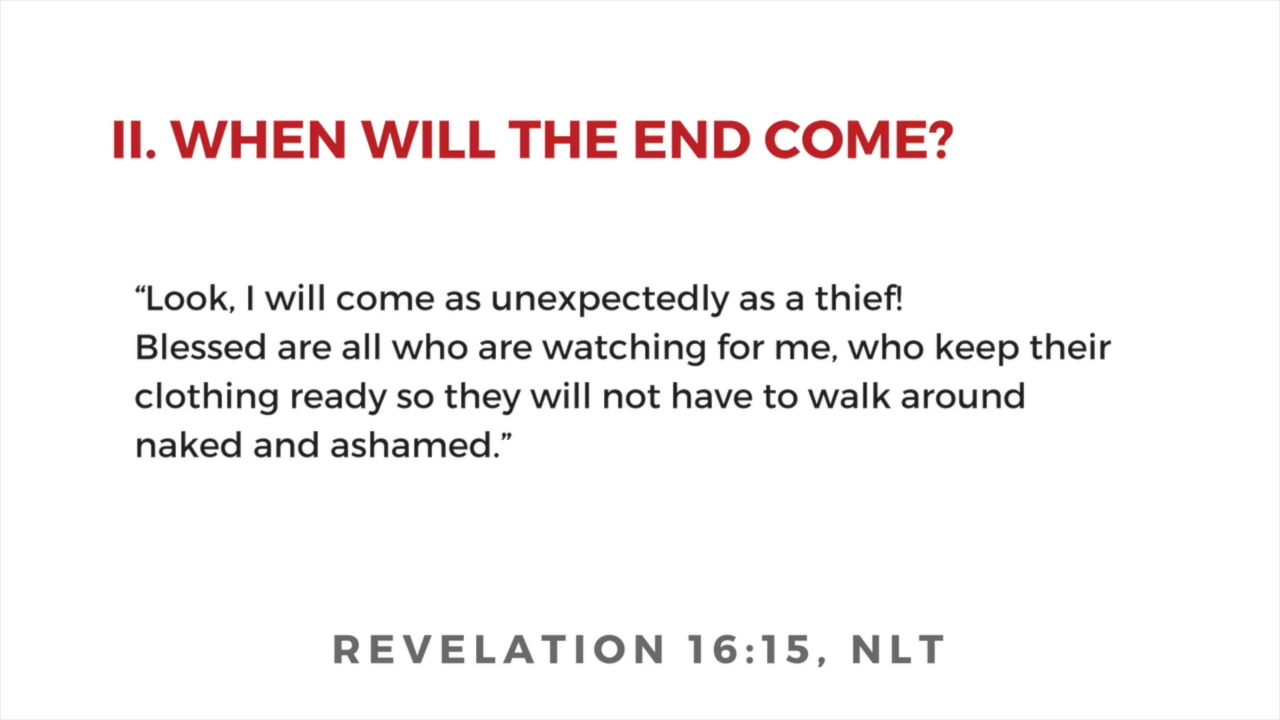 II. WHEN WILL THE END COME?
“Look, I will come as unexpectedly as a thief!
Blessed are all who are watching for me, who keep their
clothing ready so they will not have to walk around
naked and ashamed.”
REVELATION 16:15, NLT